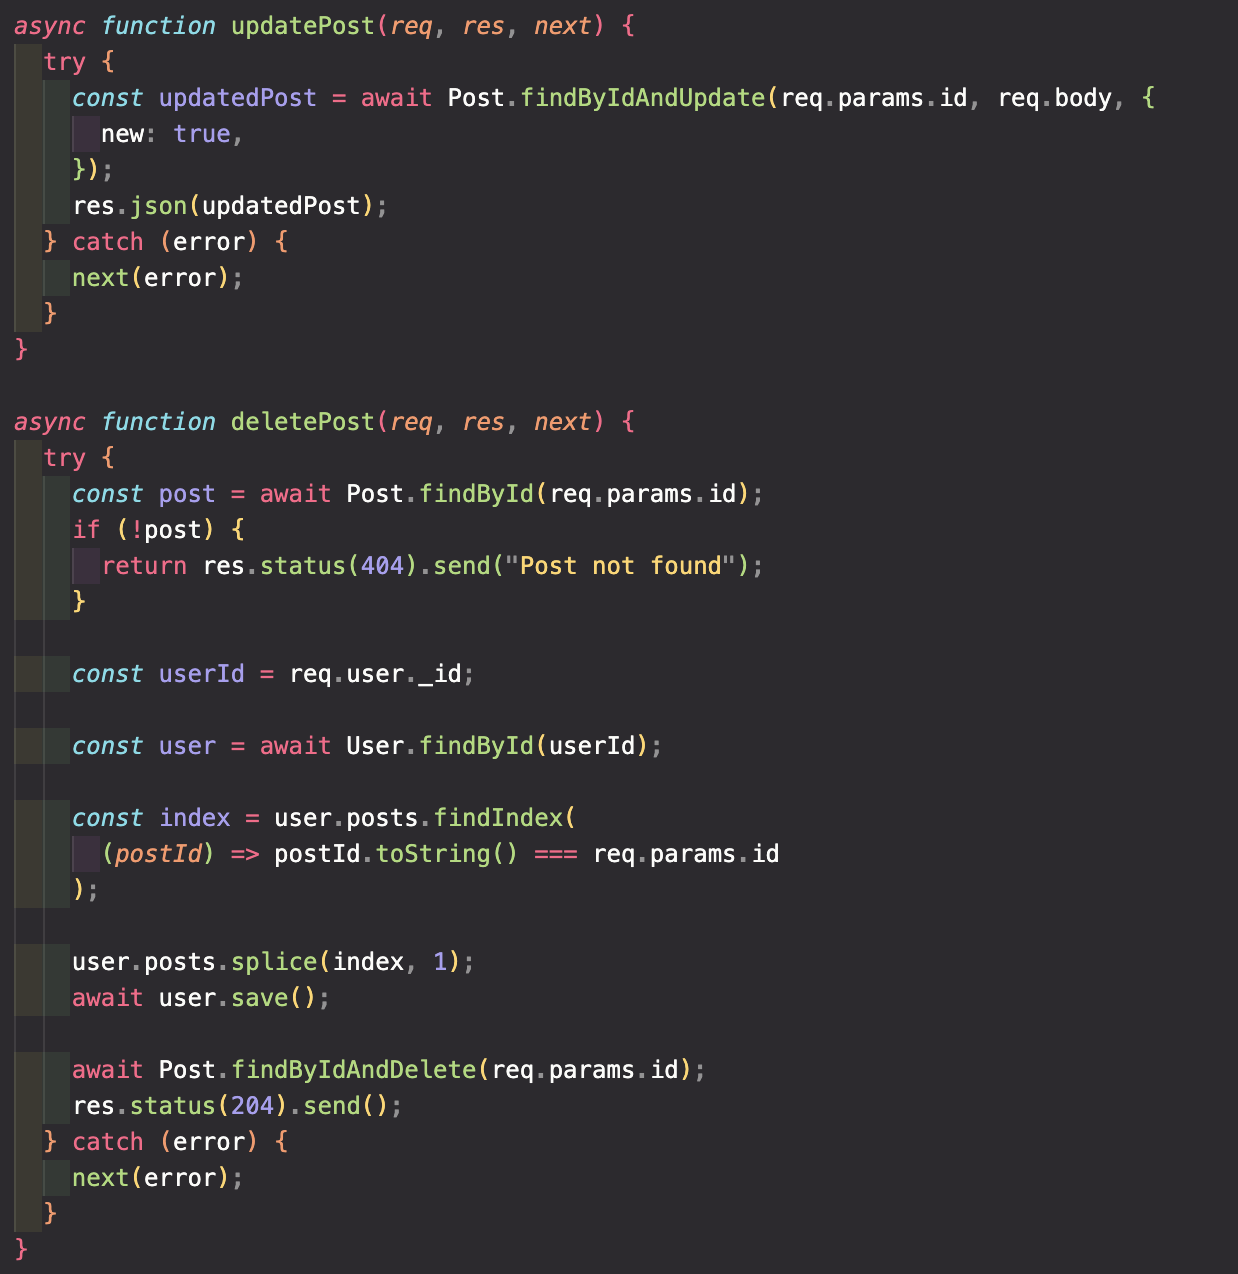 async function updatePost(req, res, next) {
  try {
    const updatedPost = await Post.findByIdAndUpdate(req.params.id, req.body, {
      new: true,
    });
    res.json(updatedPost);
  } catch (error) {
    next(error);
  }
}

async function deletePost(req, res, next) {
  try {
    const post = await Post.findById(req.params.id);
    if (!post) {
      return res.status(404).send("Post not found");
    }

    const userId = req.user._id;

    const user = await User.findById(userId);

    const index = user.posts.findIndex(
      (postId) => postId.toString() === req.params.id
    );

    user.posts.splice(index, 1);
    await user.save();

    await Post.findByIdAndDelete(req.params.id);
    res.status(204).send();
  } catch (error) {
    next(error);
  }
}